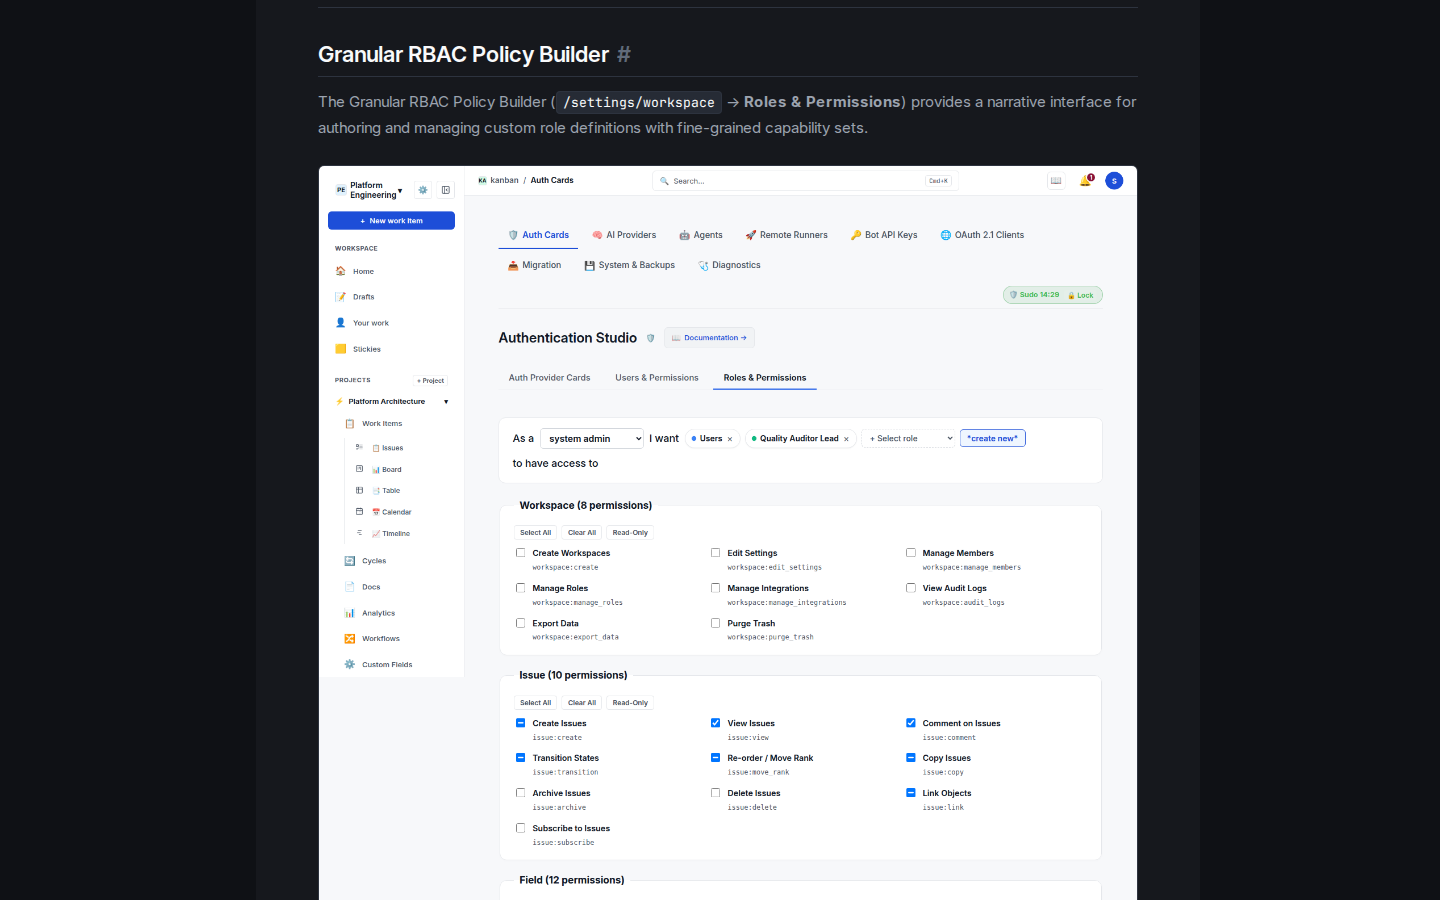 Granular RBAC Policy Builder #
The Granular RBAC Policy Builder ( /settings/workspace → Roles & Permissions) provides a narrative interface for
authoring and managing custom role definitions with fine-grained capability sets.
PE Platform Engineering ▾
+ New work item
WORKSPACE
Home
Drafts
Your work
Stickies
PROJECTS + Project
Platform Architecture ▾
Work Items
Issues
Board
Table
Calendar
Timeline
Cycles
Docs
Analytics
Workflows
Custom Fields
KA kanban / Auth Cards
Search... Cmd+K
1 S
Auth Cards AI Providers Agents Remote Runners Bot API Keys OAuth 2.1 Clients
Migration System & Backups Diagnostics
Sudo 14:29 Lock
Authentication Studio Documentation →
Auth Provider Cards Users & Permissions Roles & Permissions
As a system admin I want Users × Quality Auditor Lead × + Select role *create new*
to have access to
Workspace (8 permissions)
Select All Clear All Read-Only
Create Workspaces Edit Settings Manage Members
workspace:create workspace:edit_settings workspace:manage_members
Manage Roles Manage Integrations View Audit Logs
workspace:manage_roles workspace:manage_integrations workspace:audit_logs
Export Data Purge Trash
workspace:export_data workspace:purge_trash
Issue (10 permissions)
Select All Clear All Read-Only
Create Issues View Issues Comment on Issues
issue:create issue:view issue:comment
Transition States Re-order / Move Rank Copy Issues
issue:transition issue:move_rank issue:copy
Archive Issues Delete Issues Link Objects
issue:archive issue:delete issue:link
Subscribe to Issues
issue:subscribe
Field (12 permissions)